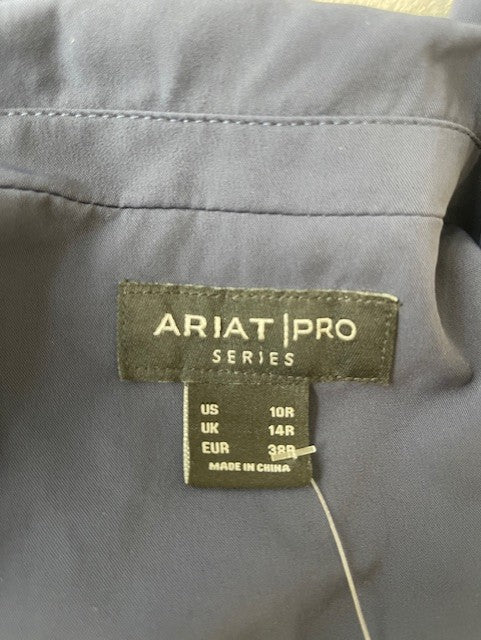 ARIAT | PRO
SERIES
US 10R
UK 14R
EUR 38R
MADE IN CHINA